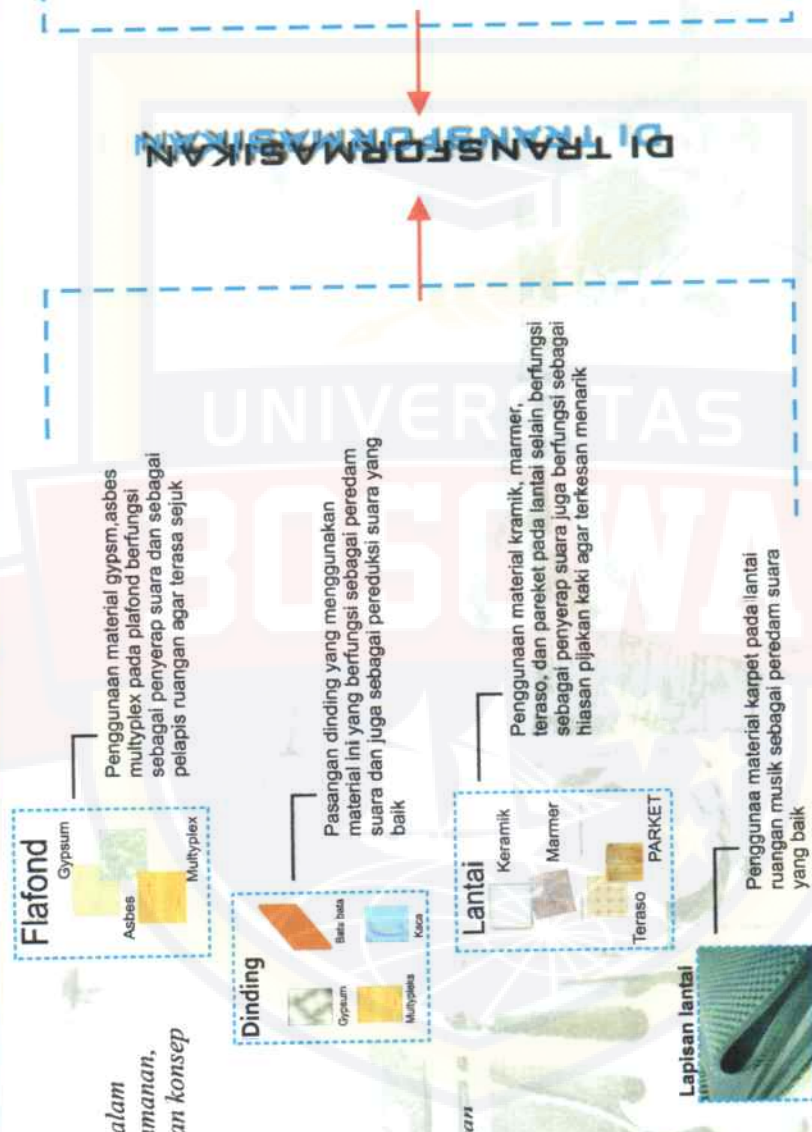 alam
manan,
an konsep
an
Flafond
Gypsum
Asbes
Multyplex
Penggunaan material gypsm,asbes
multyplex pada plafond berfungsi
sebagai penyerap suara dan sebagai
pelapis ruangan agar terasa sejuk
Dinding
Gypsum
Bata bata
Multypleks
Kaca
Pasangan dinding yang menggunakan
material ini yang berfungsi sebagai peredam
suara dan juga sebagai pereduksi suara yang
baik
Lantai
Keramik
Marmer
Teraso
PARKET
Penggunaan material kramik, marmer,
teraso, dan pareket pada lantai selain berfungsi
sebagai penyerap suara juga berfungsi sebagai
hiasan pijakan kaki agar terkesan menarik
Lapisan lantai
Penggunaa material karpet pada lantai
ruangan musik sebagai peredam suara
yang baik
DI TRANSFORMASIKAN
UNIVERSITAS
BOSOWA